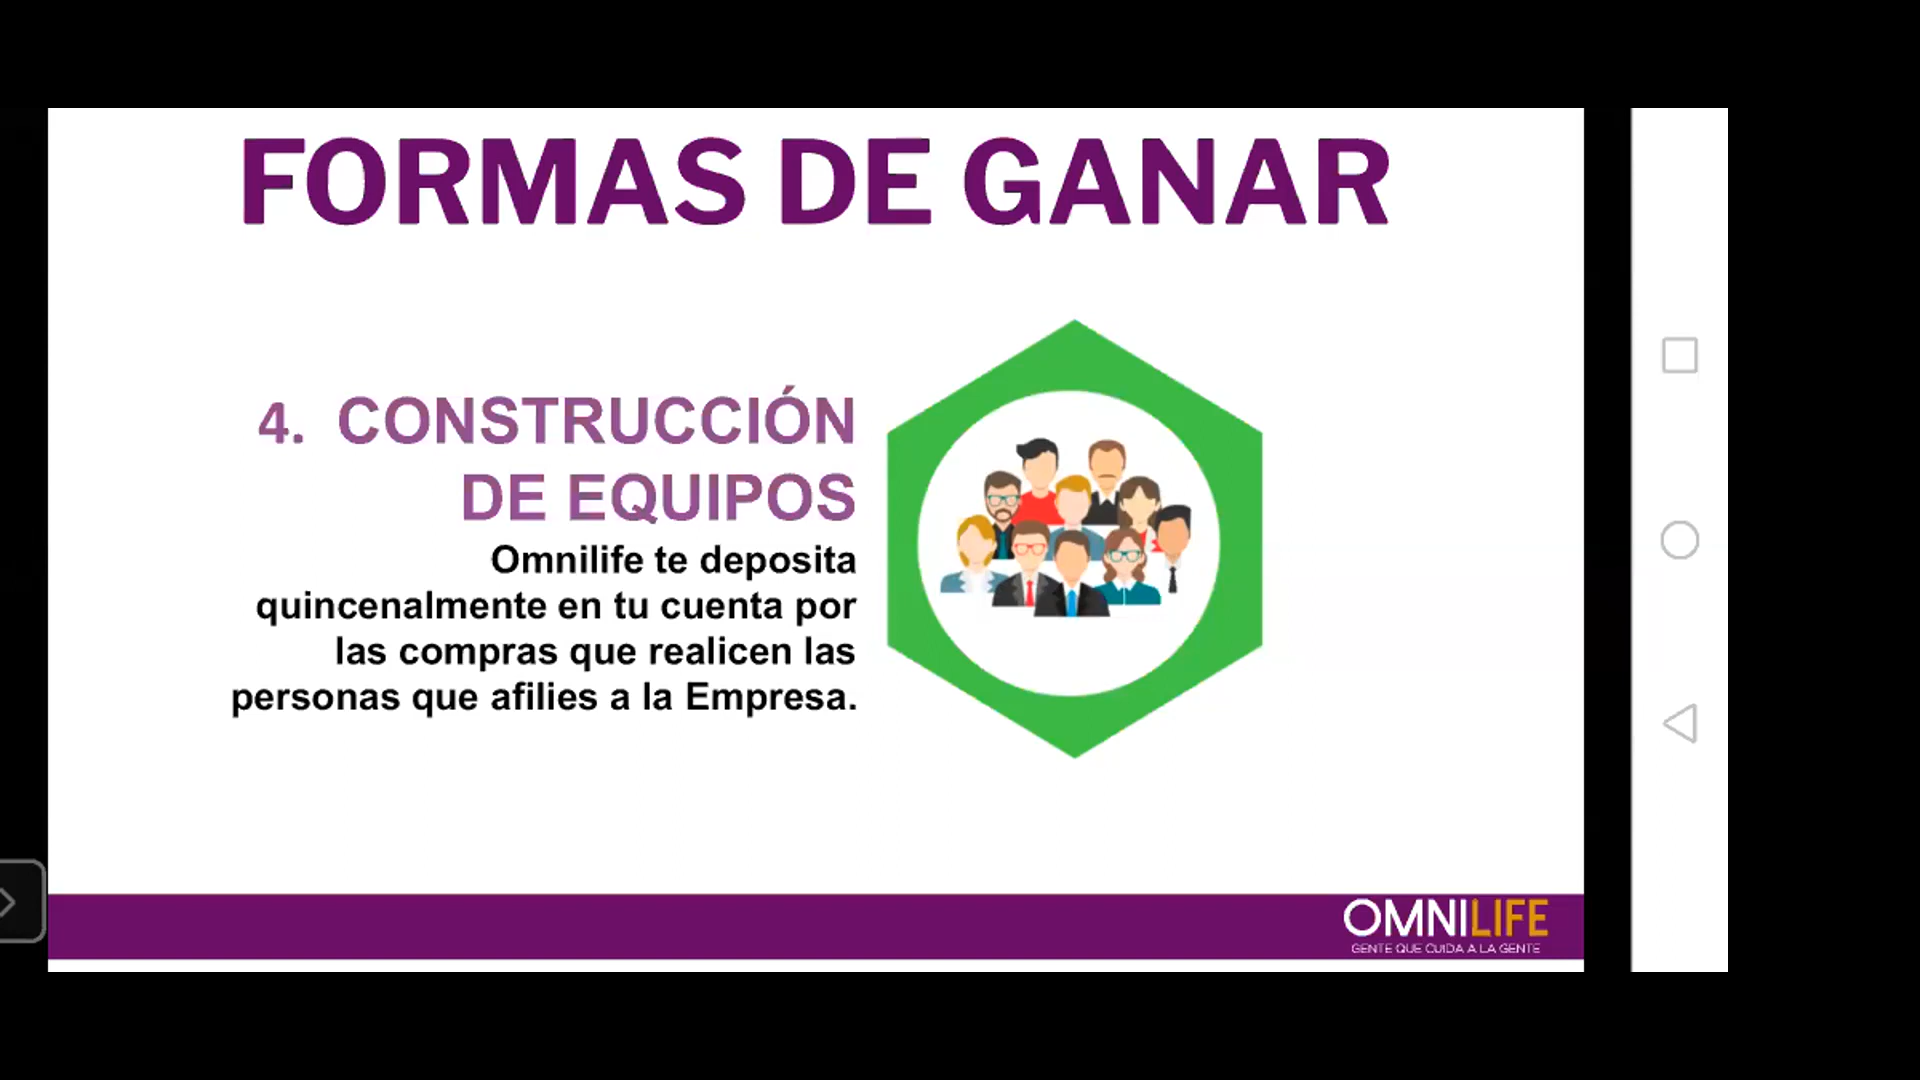 FORMAS DE GANAR
4. CONSTRUCCIÓN
DE EQUIPOS
Omnilife te deposita
quincenalmente en tu cuenta por
las compras que realicen las
personas que afilies a la Empresa.
OMNILIFE
GENTE QUE CUIDA A LA GENTE